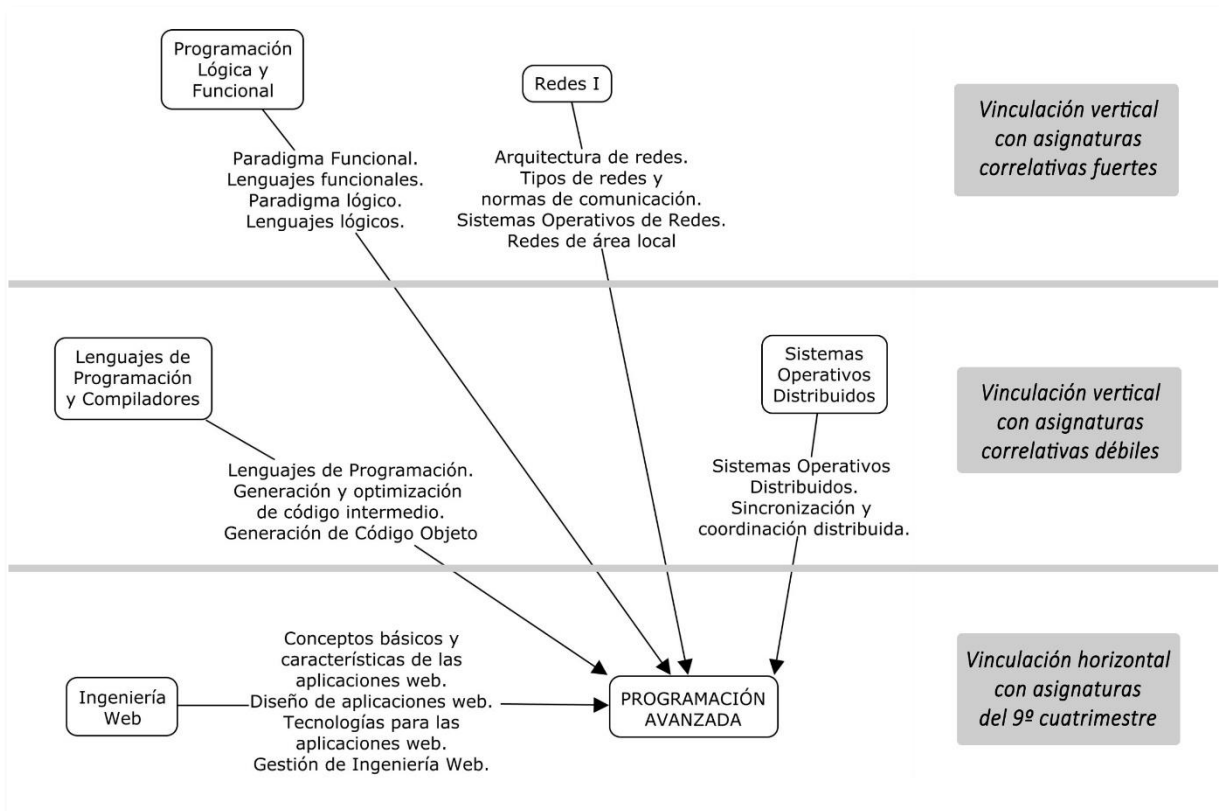 Programación
Lógica y
Funcional
Redes I
Vinculación vertical
con asignaturas
correlativas fuertes
Paradigma Funcional.
Lenguajes funcionales.
Paradigma lógico.
Lenguajes lógicos.
Arquitectura de redes.
Tipos de redes y
normas de comunicación.
Sistemas Operativos de Redes.
Redes de área local
Lenguajes de
Programación
y Compiladores
Sistemas
Operativos
Distribuidos
Vinculación vertical
con asignaturas
correlativas débiles
Lenguajes de Programación.
Generación y optimización
de código intermedio.
Generación de Código Objeto
Sistemas Operativos
Distribuidos.
Sincronización y
coordinación distribuida.
Ingeniería
Web
Conceptos básicos y
características de las
aplicaciones web.
Diseño de aplicaciones web.
Tecnologías para las
aplicaciones web.
Gestión de Ingeniería Web.
PROGRAMACIÓN
AVANZADA
Vinculación horizontal
con asignaturas
del 9º cuatrimestre